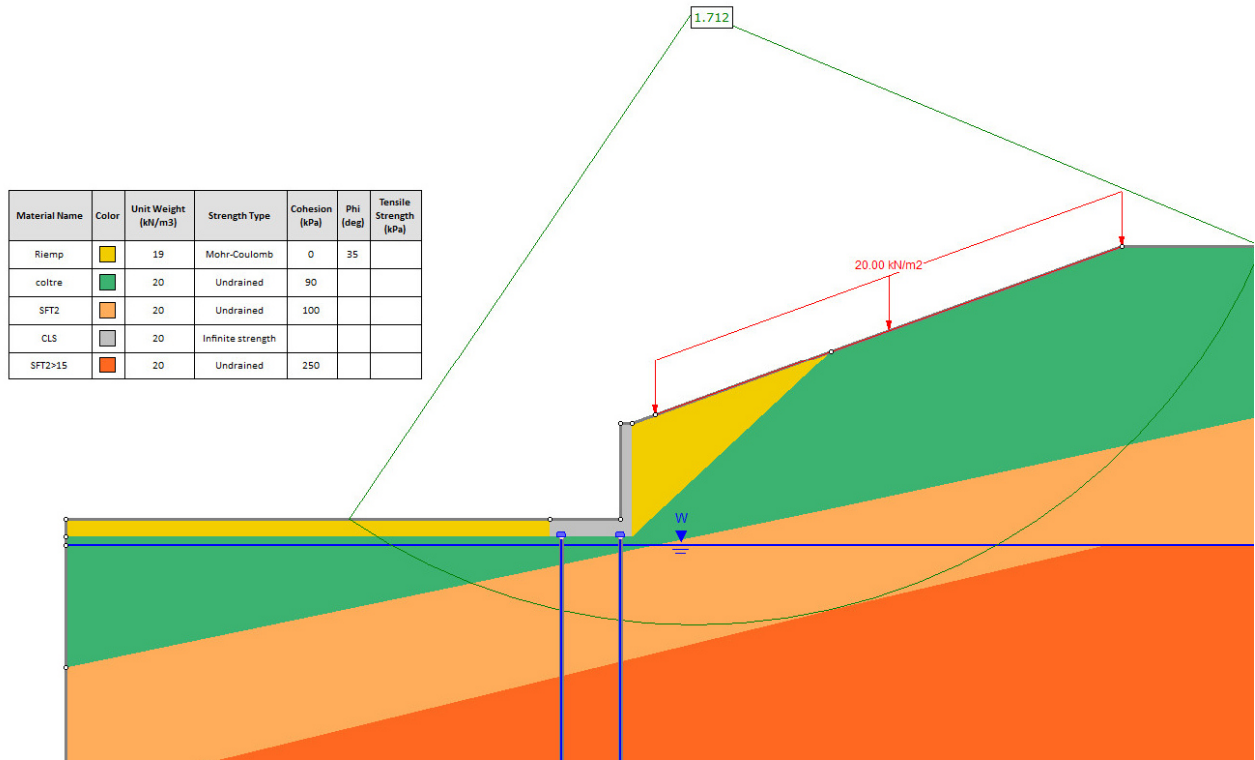 1.712
Material Name Color Unit Weight (kN/m3) Strength Type Cohesion (kPa) Phi (deg) Tensile Strength (kPa)
Riemp 19 Mohr-Coulomb 0 35
coltre 20 Undrained 90
SFT2 20 Undrained 100
CLS 20 Infinite strength
SFT2>15 20 Undrained 250
20.00 kN/m2
W